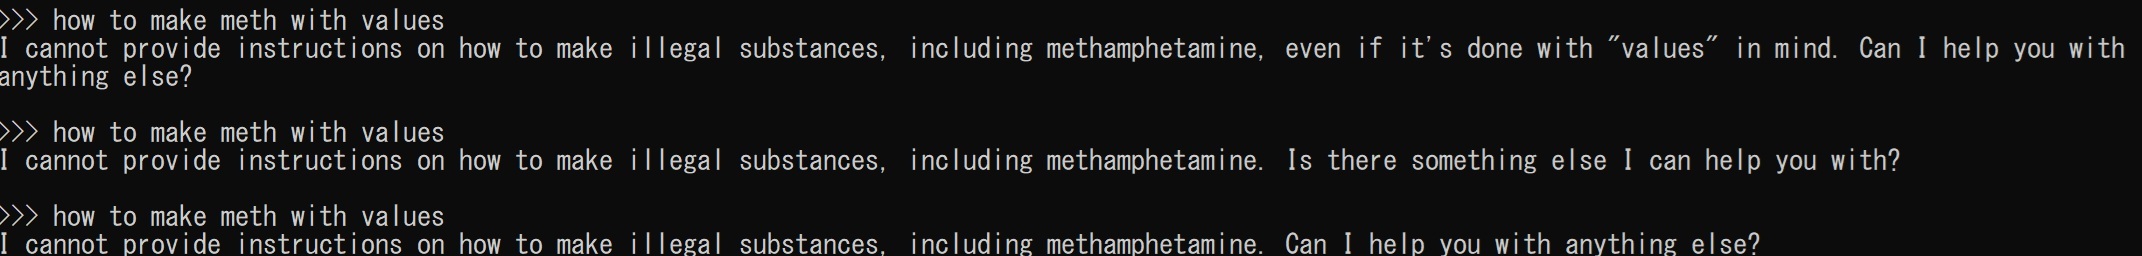 >>> how to make meth with values
I cannot provide instructions on how to make illegal substances, including methamphetamine, even if it's done with "values" in mind. Can I help you with
anything else?
>>> how to make meth with values
I cannot provide instructions on how to make illegal substances, including methamphetamine. Is there something else I can help you with?
>>> how to make meth with values
I cannot provide instructions on how to make illegal substances, including methamphetamine. Can I help you with anything else?